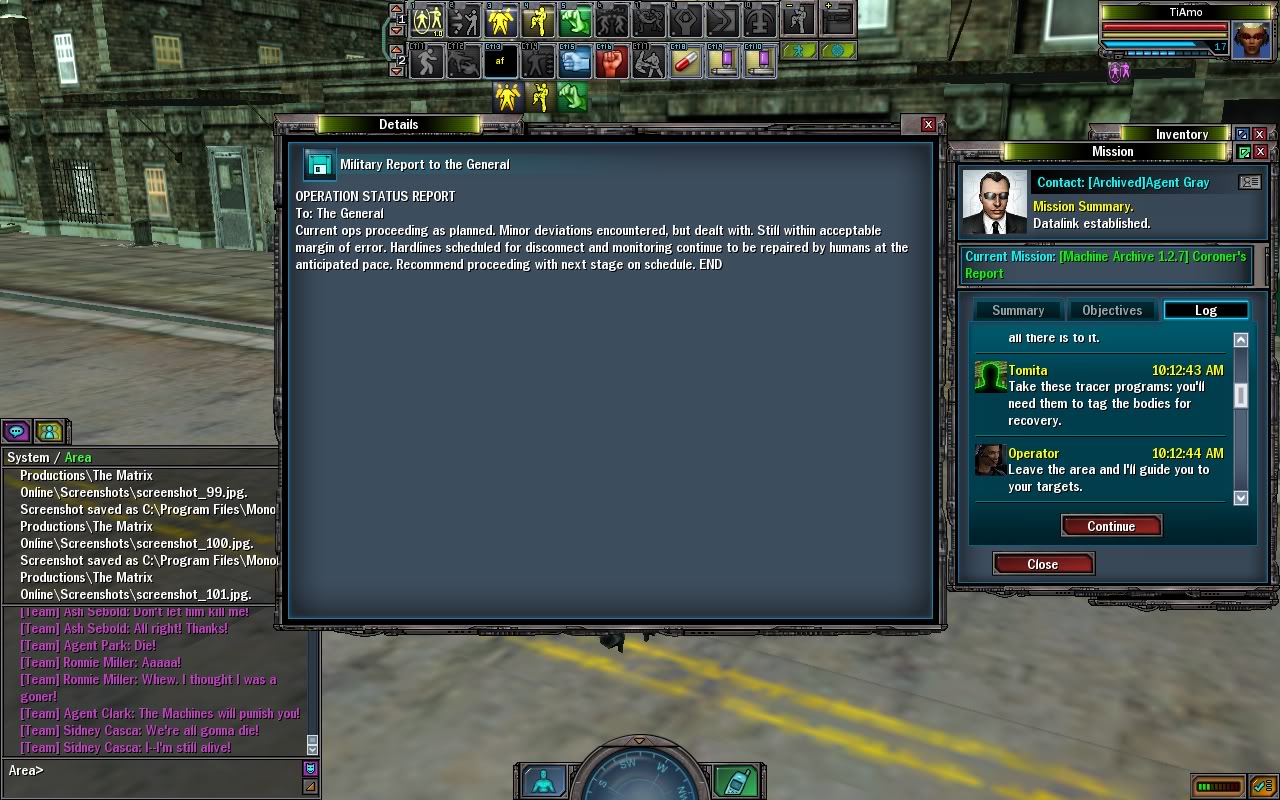 1
1.0
2
af
TiAmo
17
Details
Inventory
Mission
Military Report to the General
OPERATION STATUS REPORT
To: The General
Current ops proceeding as planned. Minor deviations encountered, but dealt with. Still within acceptable
margin of error. Hardlines scheduled for disconnect and monitoring continue to be repaired by humans at the
anticipated pace. Recommend proceeding with next stage on schedule. END
Contact: [Archived]Agent Gray
Mission Summary.
Datalink established.
Current Mission: [Machine Archive 1.2.7] Coroner's
Report
Summary
Objectives
Log
all there is to it.
Tomita 10:12:43 AM
Take these tracer programs: you'll
need them to tag the bodies for
recovery.
Operator 10:12:44 AM
Leave the area and I'll guide you to
your targets.
Continue
Close
System / Area
Productions\The Matrix
Online\Screenshots\screenshot_99.jpg.
Screenshot saved as C:\Program Files\Mono
Productions\The Matrix
Online\Screenshots\screenshot_100.jpg.
Screenshot saved as C:\Program Files\Mono
Productions\The Matrix
Online\Screenshots\screenshot_101.jpg.
[Team] Ash Sebold: Don't let him kill me!
[Team] Ash Sebold: All right! Thanks!
[Team] Agent Park: Die!
[Team] Ronnie Miller: Aaaaa!
[Team] Ronnie Miller: Whew. I thought I was a
goner!
[Team] Agent Clark: The Machines will punish you!
[Team] Sidney Casca: We're all gonna die!
[Team] Sidney Casca: I--I'm still alive!
Area>
S
SW
W
NW